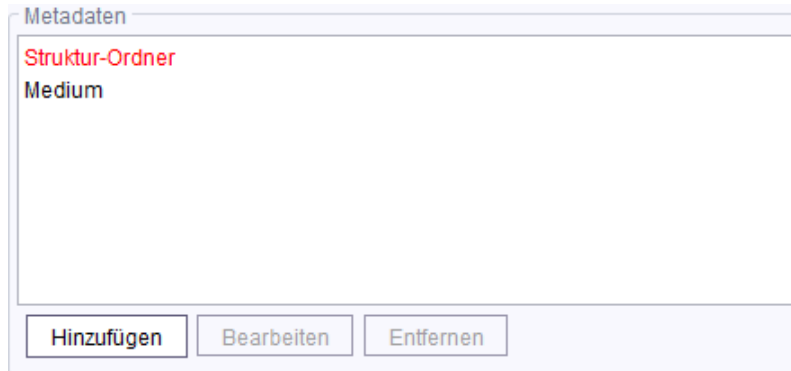 Metadaten
Struktur-Ordner
Medium
Hinzufügen Bearbeiten Entfernen